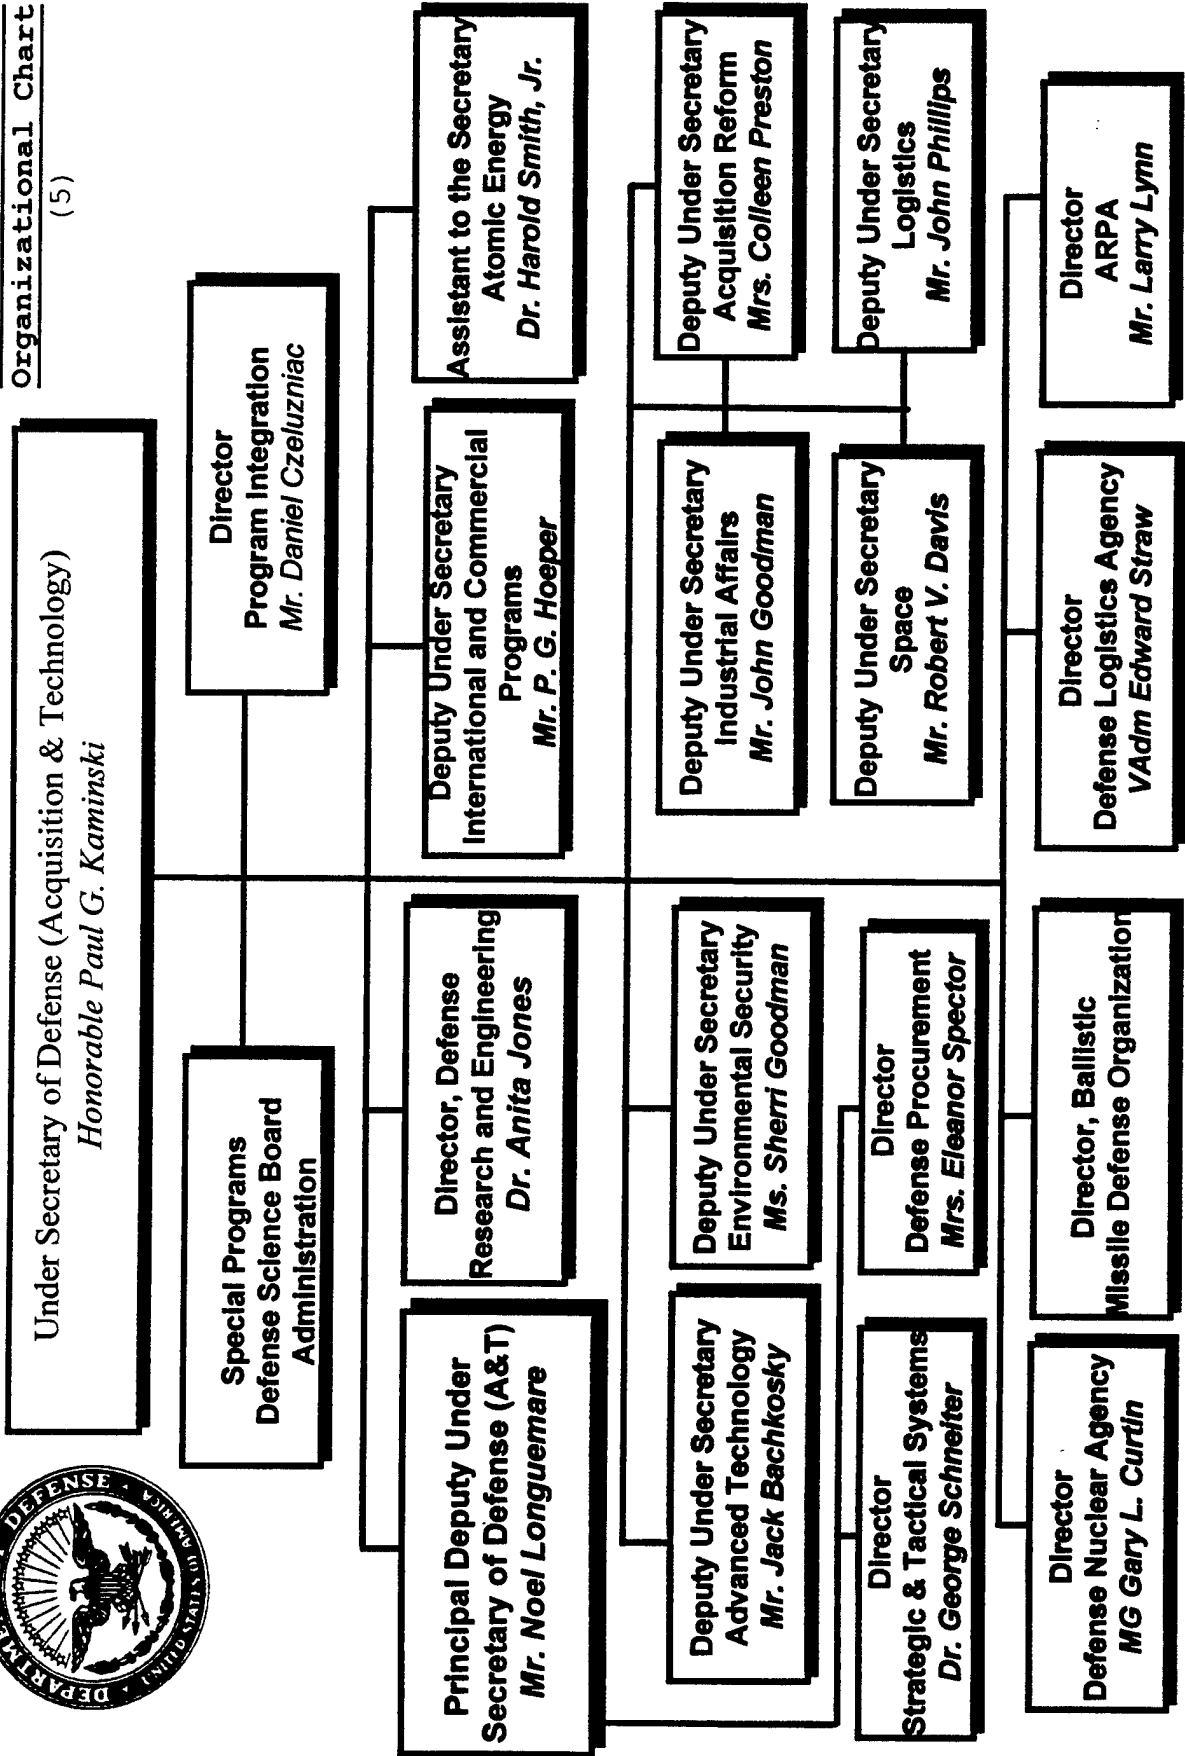 Organizational Chart
(5)
DEPARTME
DEFENSE
Under Secretary of Defense (Acquisition & Technology)
Honorable Paul G. Kaminski
Special Programs
Defense Science Board
Administration
Director
Program Integration
Mr. Daniel Czeluzniac
Principal Deputy Under
Secretary of Defense (A&T)
Mr. Noel Longuemare
Director, Defense
Research and Engineering
Dr. Anita Jones
Deputy Under Secretary
International and Commercial
Programs
Mr. P. G. Hoeper
Assistant to the Secretary
Atomic Energy
Dr. Harold Smith, Jr.
Deputy Under Secretary
Advanced Technology
Mr. Jack Bachkosky
Deputy Under Secretary
Environmental Security
Ms. Sherri Goodman
Deputy Under Secretary
Industrial Affairs
Mr. John Goodman
Deputy Under Secretary
Acquisition Reform
Mrs. Colleen Preston
Director
Strategic & Tactical Systems
Dr. George Schneiter
Director
Defense Procurement
Mrs. Eleanor Spector
Deputy Under Secretary
Space
Mr. Robert V. Davis
Deputy Under Secretary
Logistics
Mr. John Phillips
Director
Defense Nuclear Agency
MG Gary L. Curtin
Director, Ballistic
Missile Defense Organization
Director
Defense Logistics Agency
VAdm Edward Straw
Director
ARPA
Mr. Larry Lynn